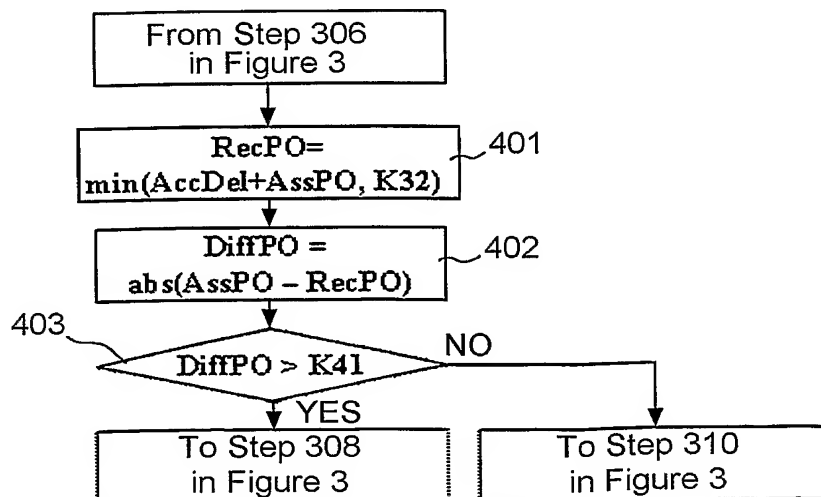 From Step 306
in Figure 3
RecPO=
min(AccDel+AssPO, K32)
401
DiffPO =
abs(AssPO – RecPO)
402
403
DiffPO > K41
NO
YES
To Step 308
in Figure 3
To Step 310
in Figure 3